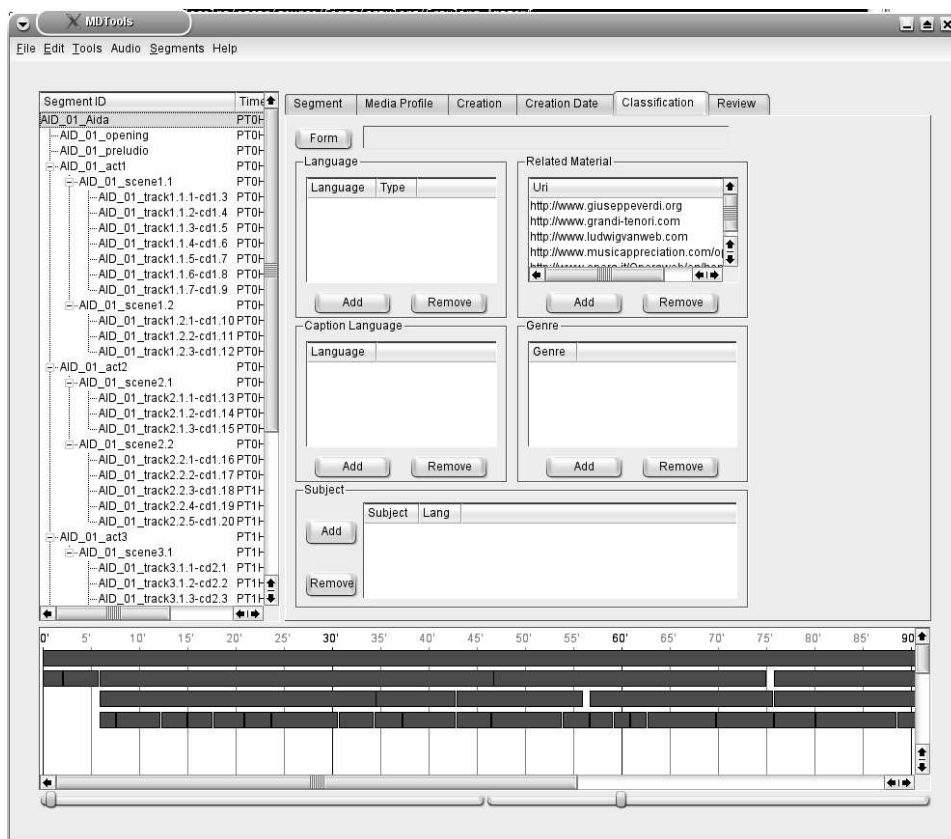 MDTools
File Edit Tools Audio Segments Help
Segment ID Time
AID_01_Aida PT0H
AID_01_opening PT0H
AID_01_preludio PT0H
AID_01_act1 PT0H
AID_01_scene1.1 PT0H
AID_01_track1.1.1-cd1.3 PT0H
AID_01_track1.1.2-cd1.4 PT0H
AID_01_track1.1.3-cd1.5 PT0H
AID_01_track1.1.4-cd1.6 PT0H
AID_01_track1.1.5-cd1.7 PT0H
AID_01_track1.1.6-cd1.8 PT0H
AID_01_track1.1.7-cd1.9 PT0H
AID_01_scene1.2 PT0H
AID_01_track1.2.1-cd1.10 PT0H
AID_01_track1.2.2-cd1.11 PT0H
AID_01_track1.2.3-cd1.12 PT0H
AID_01_act2 PT0H
AID_01_scene2.1 PT0H
AID_01_track2.1.1-cd1.13 PT0H
AID_01_track2.1.2-cd1.14 PT0H
AID_01_track2.1.3-cd1.15 PT0H
AID_01_scene2.2 PT0H
AID_01_track2.2.1-cd1.16 PT0H
AID_01_track2.2.2-cd1.17 PT0H
AID_01_track2.2.3-cd1.18 PT1H
AID_01_track2.2.4-cd1.19 PT1H
AID_01_track2.2.5-cd1.20 PT1H
AID_01_act3 PT1H
AID_01_scene3.1 PT1H
AID_01_track3.1.1-cd2.1 PT1H
AID_01_track3.1.2-cd2.2 PT1H
AID_01_track3.1.3-cd2.3 PT1H
Segment Media Profile Creation Creation Date Classification Review
Form
Language
Language Type
Add Remove
Related Material
Uri
http://www.giuseppeverdi.org
http://www.grandi-tenori.com
http://www.ludwigvanweb.com
http://www.musicappreciation.com/o
Add Remove
Caption Language
Language
Add Remove
Genre
Genre
Add Remove
Subject
Subject Lang
Add
Remove
0' 5' 10' 15' 20' 25' 30' 35' 40' 45' 50' 55' 60' 65' 70' 75' 80' 85' 90